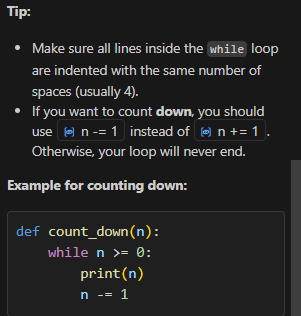 Tip:
• Make sure all lines inside the while loop
are indented with the same number of
spaces (usually 4).
• If you want to count down, you should
use n -= 1 instead of n += 1 .
Otherwise, your loop will never end.
Example for counting down:
def count_down(n):
    while n >= 0:
        print(n)
        n -= 1